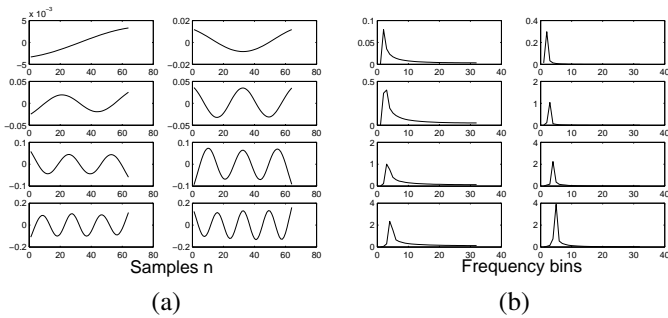 x 10⁻³
5 0.02 0.1 0.4
0 0 0.05 0.2
−5 −0.02 0 0
0 20 40 60 80 0 20 40 60 80 0 10 20 30 40 0 10 20 30 40
0.05 0.05 0.5 2
0 0 1
−0.05 −0.05 0 0
0 20 40 60 80 0 20 40 60 80 0 10 20 30 40 0 10 20 30 40
0.1 0.1 2 4
0 0 1 2
−0.1 −0.1 0 0
0 20 40 60 80 0 20 40 60 80 0 10 20 30 40 0 10 20 30 40
0.2 0.2 4 4
0 0 2 2
−0.2 −0.2 0 0
0 20 40 60 80 0 20 40 60 80 0 10 20 30 40 0 10 20 30 40
Samples n Frequency bins
(a) (b)